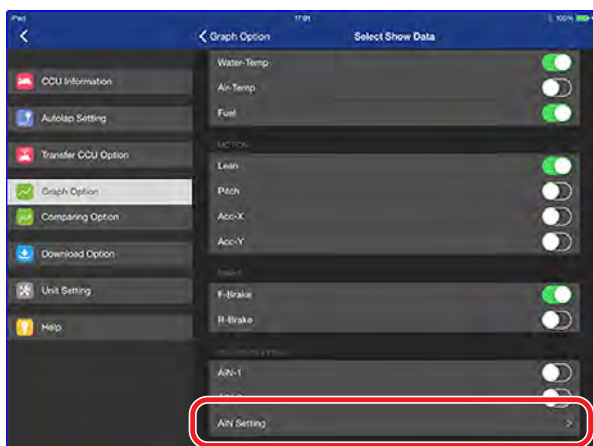 iPad 17:01 100%
Graph Option Select Show Data
CCU Information
Autolap Setting
Transfer CCU Option
Graph Option
Comparing Option
Download Option
Unit Setting
Help
Water-Temp
Air-Temp
Fuel
MOTION
Lean
Pitch
Acc-X
Acc-Y
F-Brake
R-Brake
AIN-1
AIN Setting